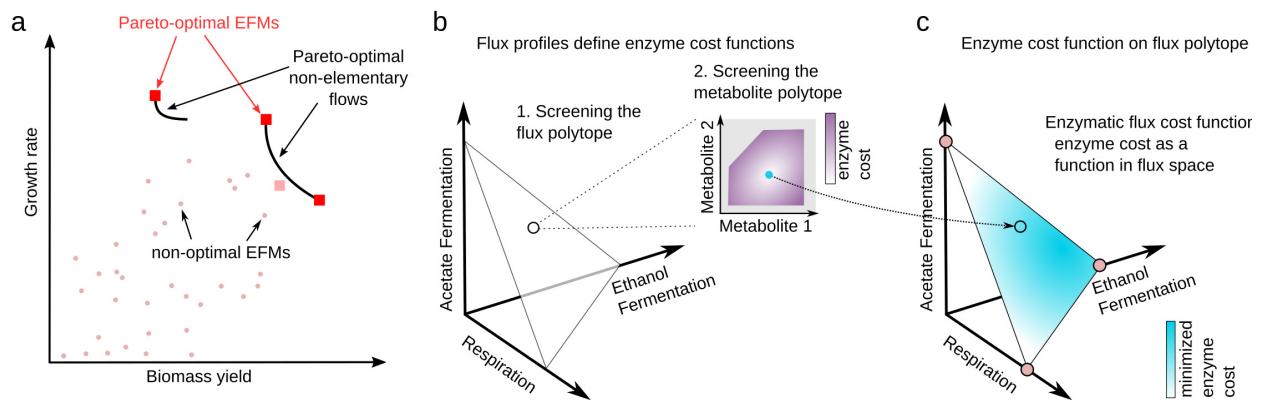 a
Pareto-optimal EFMs
Pareto-optimal
non-elementary
flows
non-optimal EFMs
Growth rate
Biomass yield
b
Flux profiles define enzyme cost functions
1. Screening the
flux polytope
2. Screening the
metabolite polytope
Metabolite 2
Metabolite 1
enzyme
cost
Acetate Fermentation
Ethanol
Fermentation
Respiration
c
Enzyme cost function on flux polytope
Enzymatic flux cost function
enzyme cost as a
function in flux space
Acetate Fermentation
Ethanol
Fermentation
Respiration
minimized
enzyme
cost